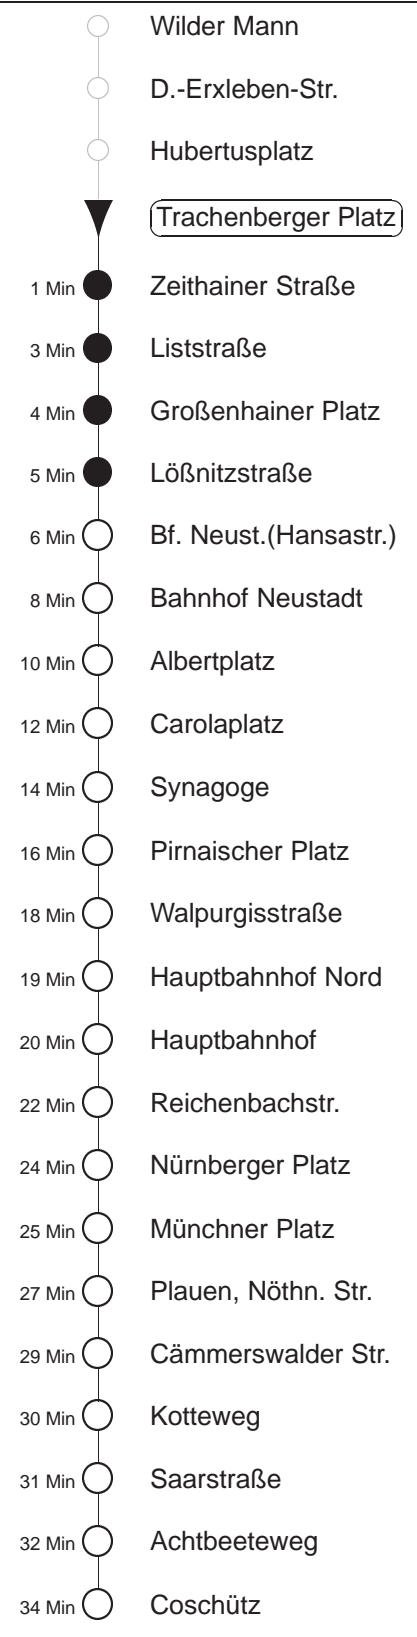 Wilder Mann
D.-Erxleben-Str.
Hubertusplatz
Trachenberger Platz
1 Min Zeithainer Straße
3 Min Liststraße
4 Min Großenhainer Platz
5 Min Lößnitzstraße
6 Min Bf. Neust.(Hansastr.)
8 Min Bahnhof Neustadt
10 Min Albertplatz
12 Min Carolaplatz
14 Min Synagoge
16 Min Pirnaischer Platz
18 Min Walpurgisstraße
19 Min Hauptbahnhof Nord
20 Min Hauptbahnhof
22 Min Reichenbachstr.
24 Min Nürnberger Platz
25 Min Münchner Platz
27 Min Plauen, Nöthn. Str.
29 Min Cämmerswalder Str.
30 Min Kotteweg
31 Min Saarstraße
32 Min Achtbeeteweg
34 Min Coschütz